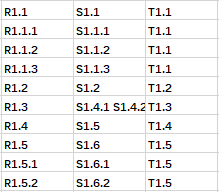 R1.1 S1.1 T1.1
R1.1.1 S1.1.1 T1.1
R1.1.2 S1.1.2 T1.1
R1.1.3 S1.1.3 T1.1
R1.2 S1.2 T1.2
R1.3 S1.4.1 S1.4.2 T1.3
R1.4 S1.5 T1.4
R1.5 S1.6 T1.5
R1.5.1 S1.6.1 T1.5
R1.5.2 S1.6.2 T1.5